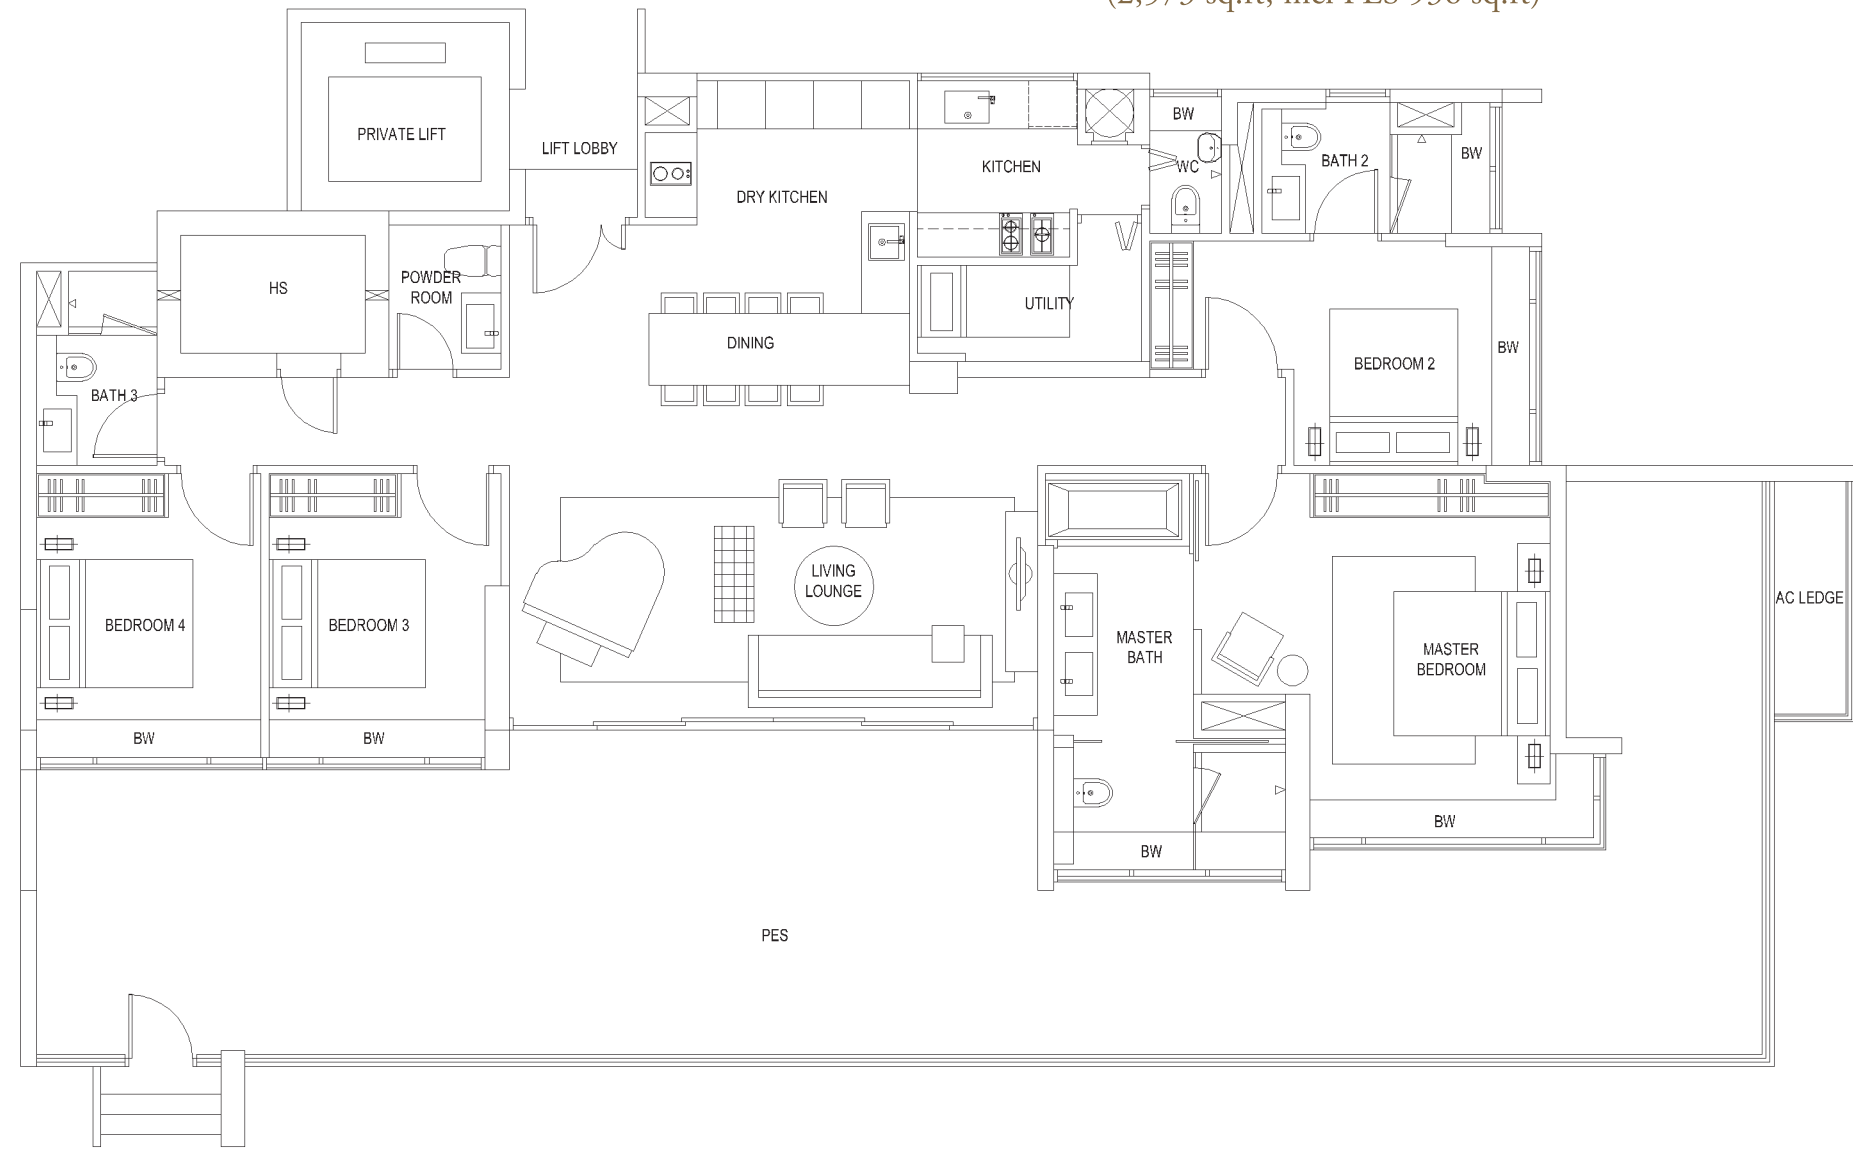 PRIVATE LIFT
LIFT LOBBY
DRY KITCHEN
KITCHEN
BW
WC
BATH 2
BW
HS
POWDER
ROOM
UTILITY
DINING
BEDROOM 2
BW
BATH 3
LIVING
LOUNGE
BEDROOM 4
BEDROOM 3
MASTER
BATH
MASTER
BEDROOM
AC LEDGE
BW
BW
BW
BW
PES